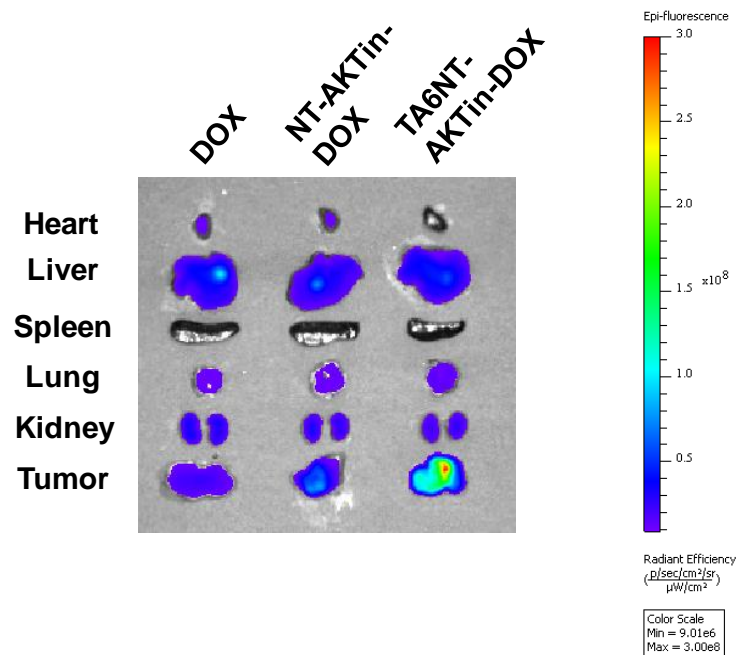 DOX
NT-AKTin-
DOX
TA6NT-
AKTin-DOX
Heart
Liver
Spleen
Lung
Kidney
Tumor
Epi-fluorescence
3.0
2.5
2.0
1.5
x10⁸
1.0
0.5
Radiant Efficiency
(p/sec/cm²/sr
µW/cm²)
Color Scale
Min = 9.01e6
Max = 3.00e8